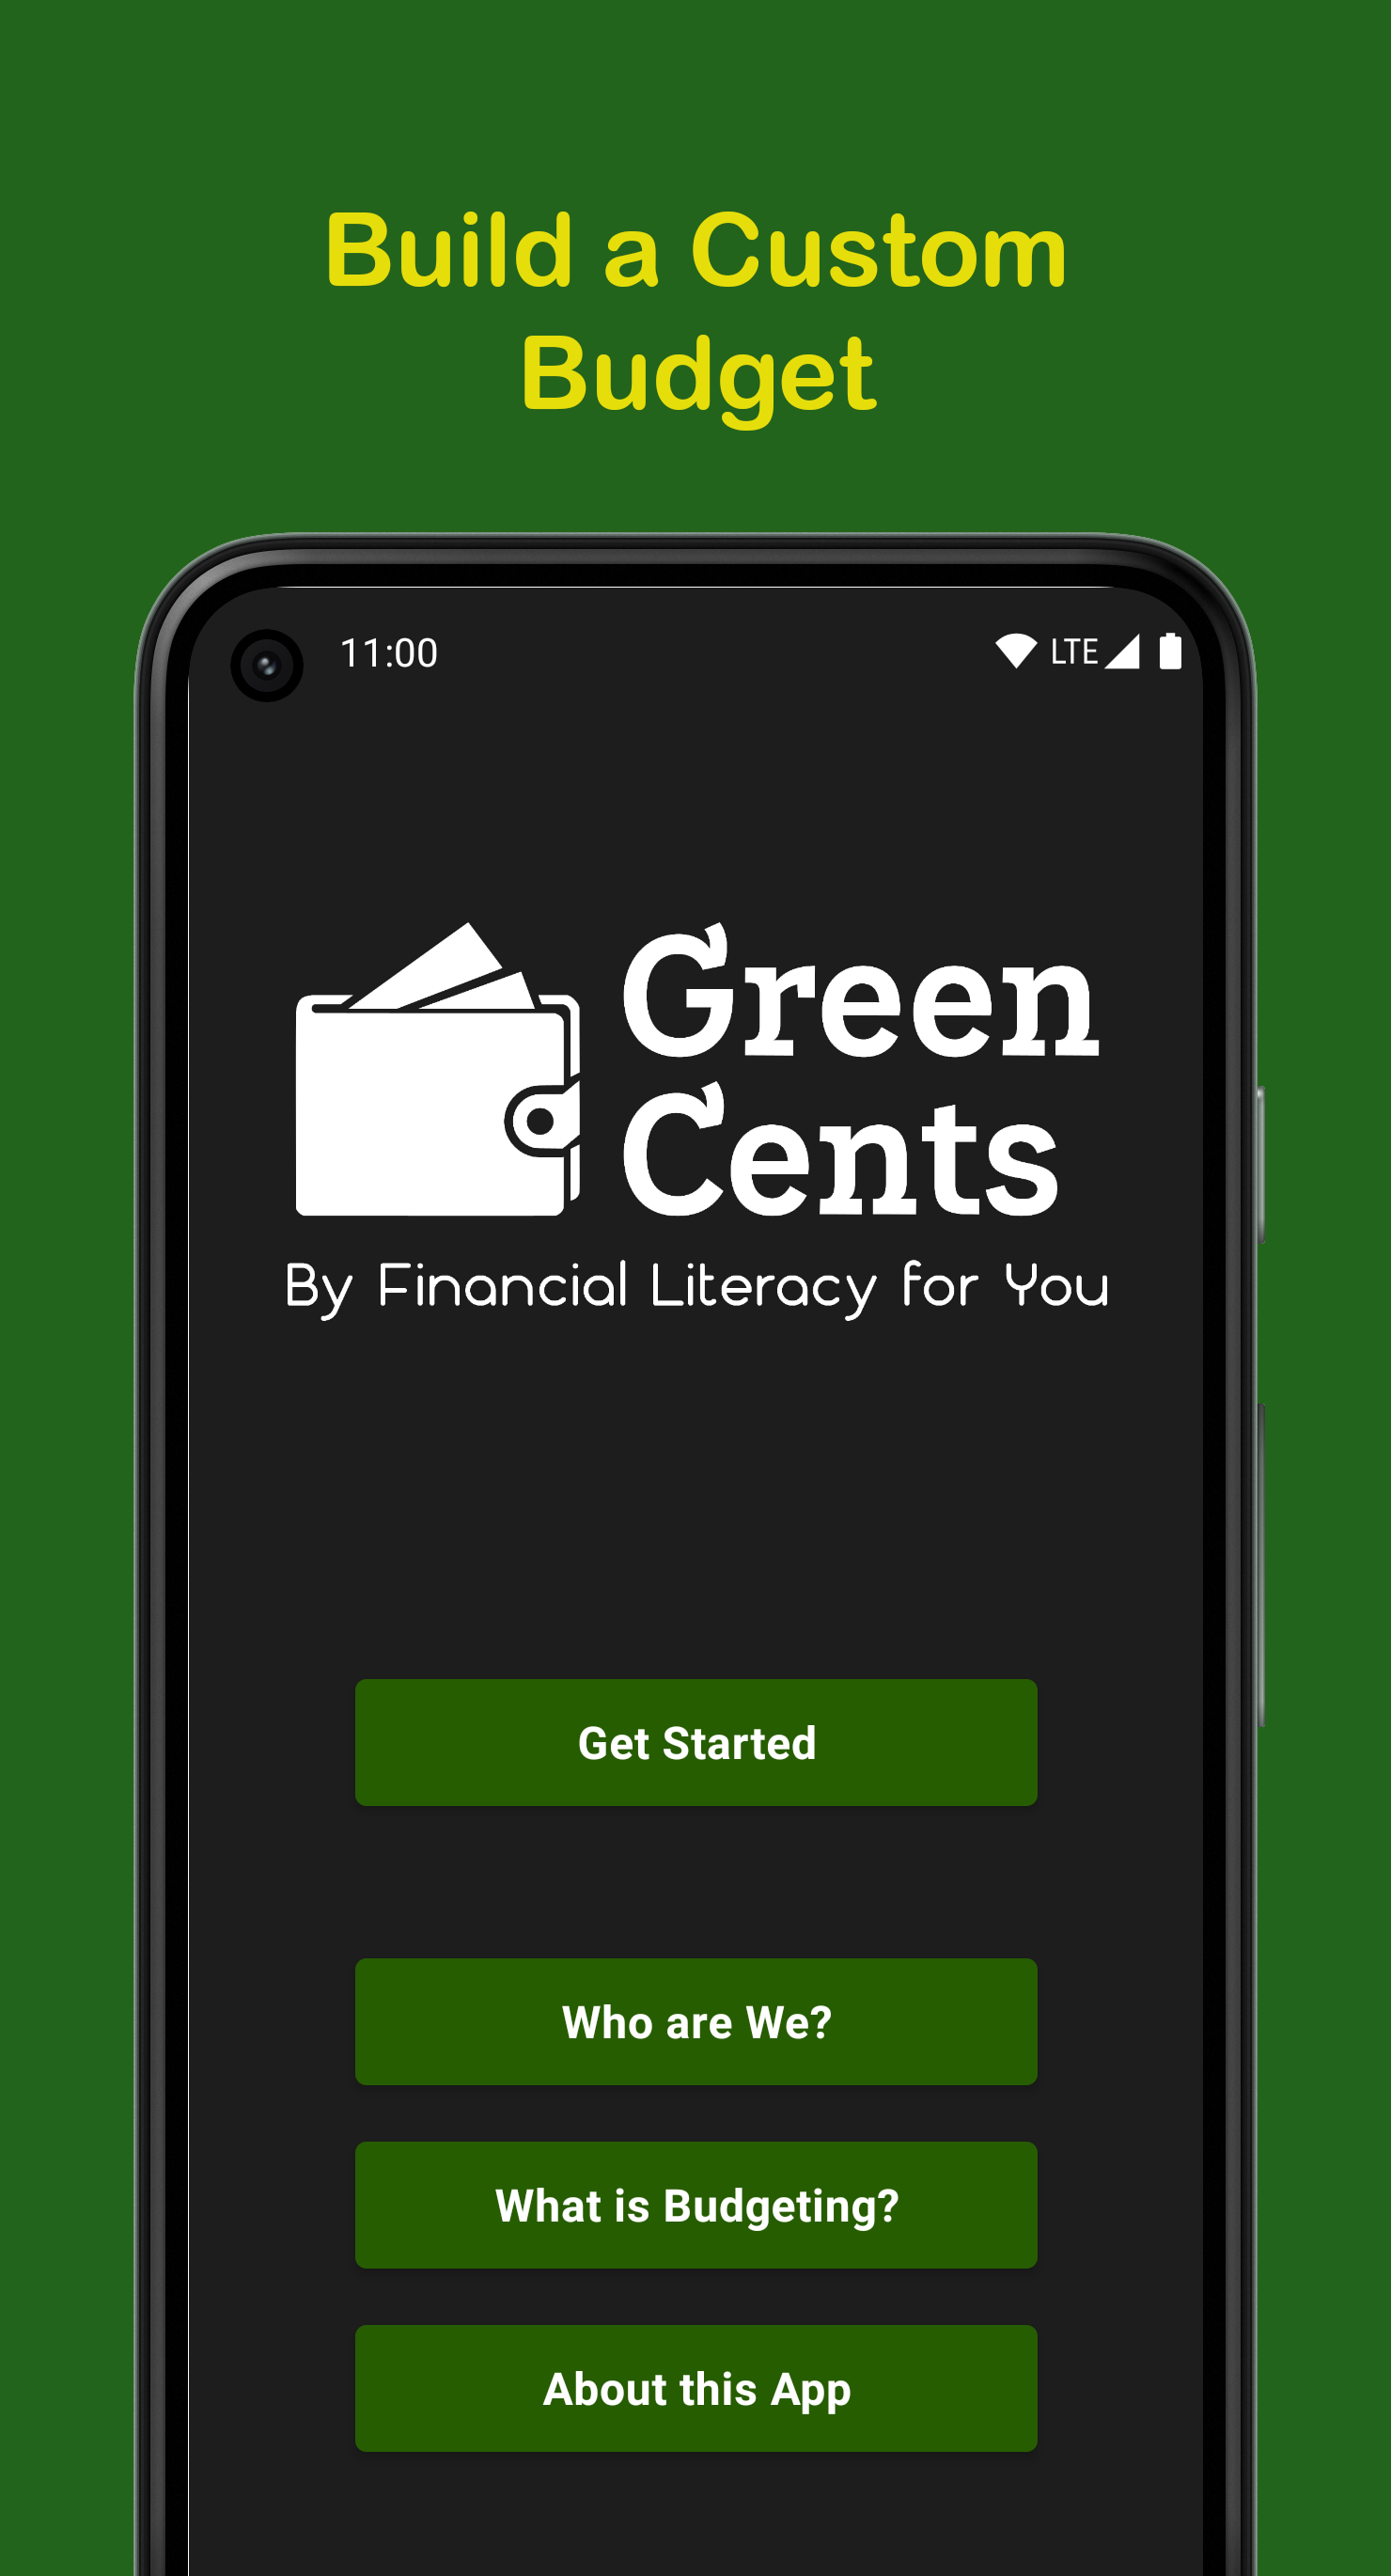 Build a Custom
Budget
11:00 LTE
Green
Cents
By Financial Literacy for You
Get Started
Who are We?
What is Budgeting?
About this App